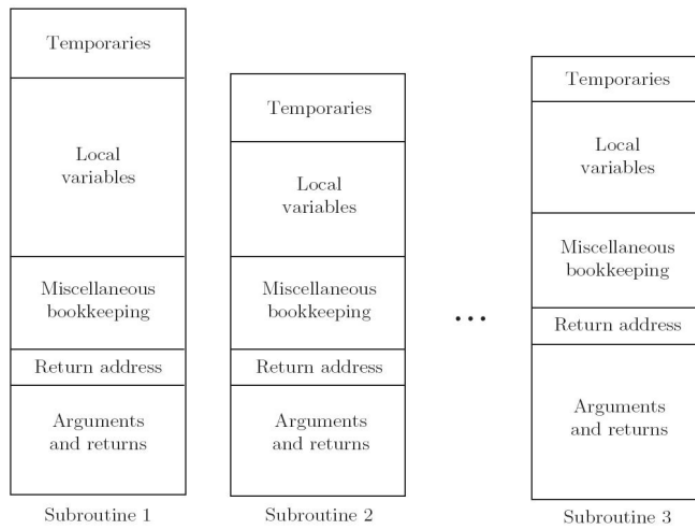 Temporaries
Local
variables
Miscellaneous
bookkeeping
Return address
Arguments
and returns
Subroutine 1
Temporaries
Local
variables
Miscellaneous
bookkeeping
Return address
Arguments
and returns
Subroutine 2
...
Temporaries
Local
variables
Miscellaneous
bookkeeping
Return address
Arguments
and returns
Subroutine 3